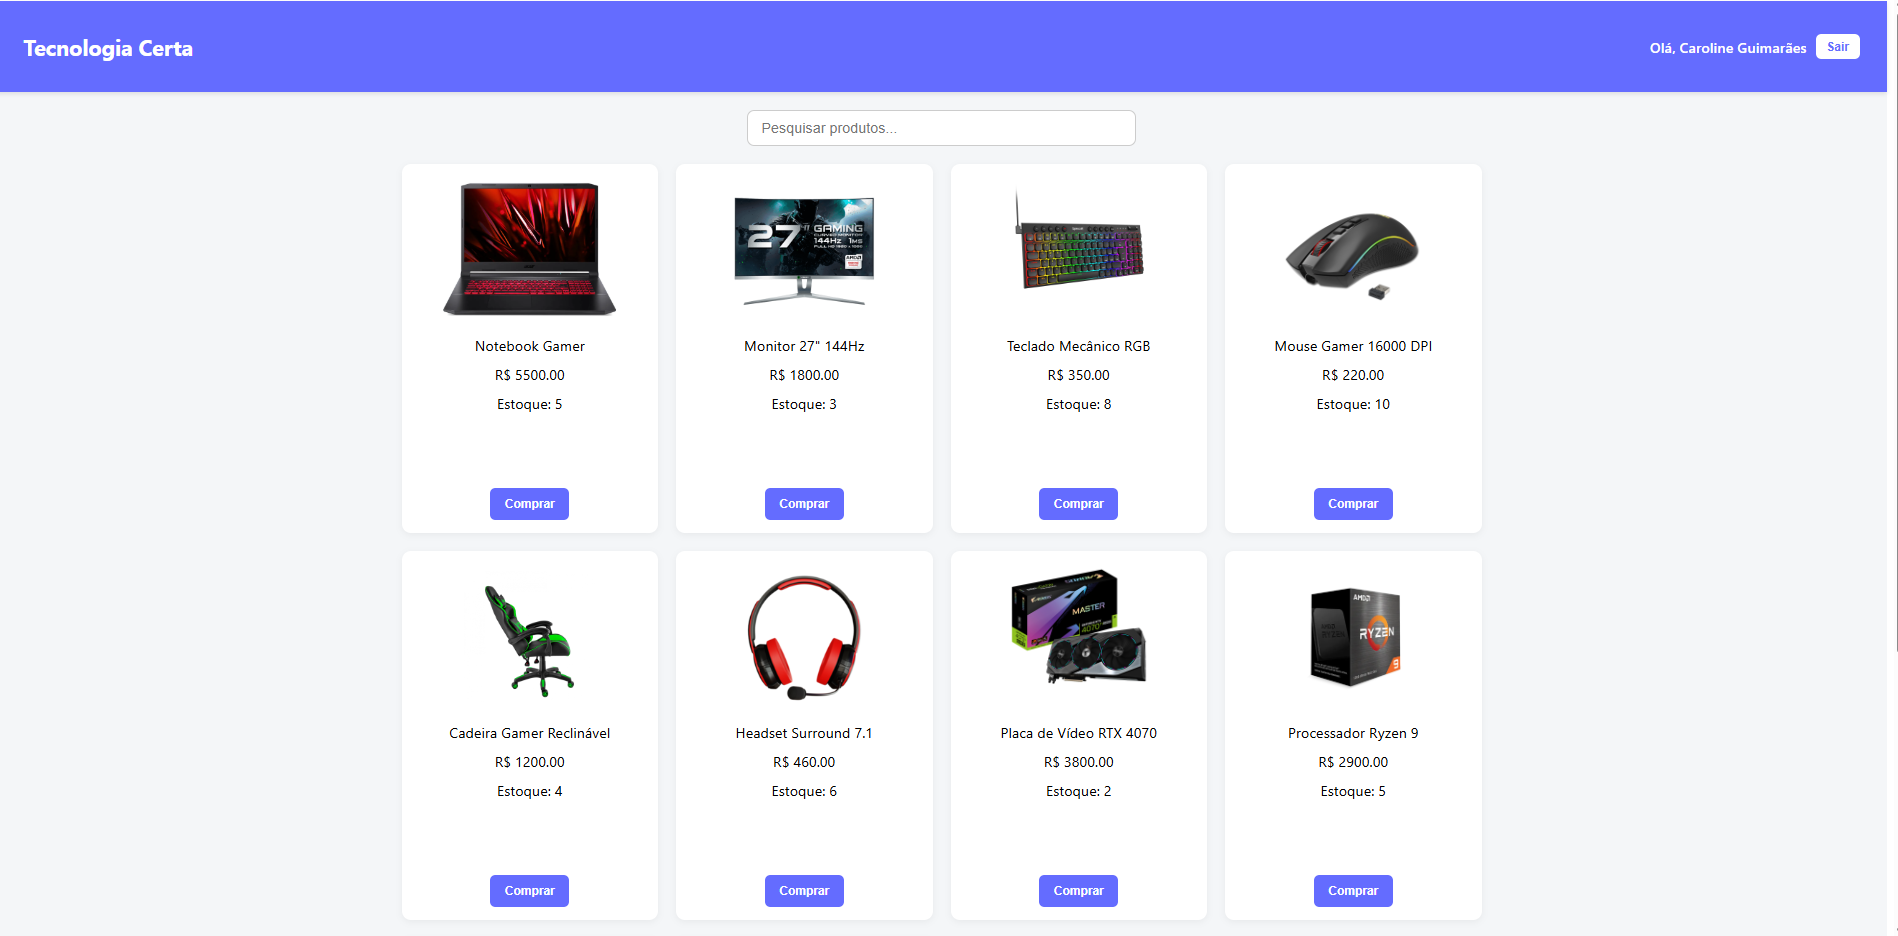 Tecnologia Certa
Olá, Caroline Guimarães
Sair
Pesquisar produtos...
27"
GAMING
CURVED MONITOR
144Hz 1MS
AMD
Notebook Gamer
Monitor 27" 144Hz
Teclado Mecânico RGB
Mouse Gamer 16000 DPI
R$ 5500.00
R$ 1800.00
R$ 350.00
R$ 220.00
Estoque: 5
Estoque: 3
Estoque: 8
Estoque: 10
Comprar
Comprar
Comprar
Comprar
MASTER
4070
AMD
RYZEN
9
Cadeira Gamer Reclinável
Headset Surround 7.1
Placa de Vídeo RTX 4070
Processador Ryzen 9
R$ 1200.00
R$ 460.00
R$ 3800.00
R$ 2900.00
Estoque: 4
Estoque: 6
Estoque: 2
Estoque: 5
Comprar
Comprar
Comprar
Comprar